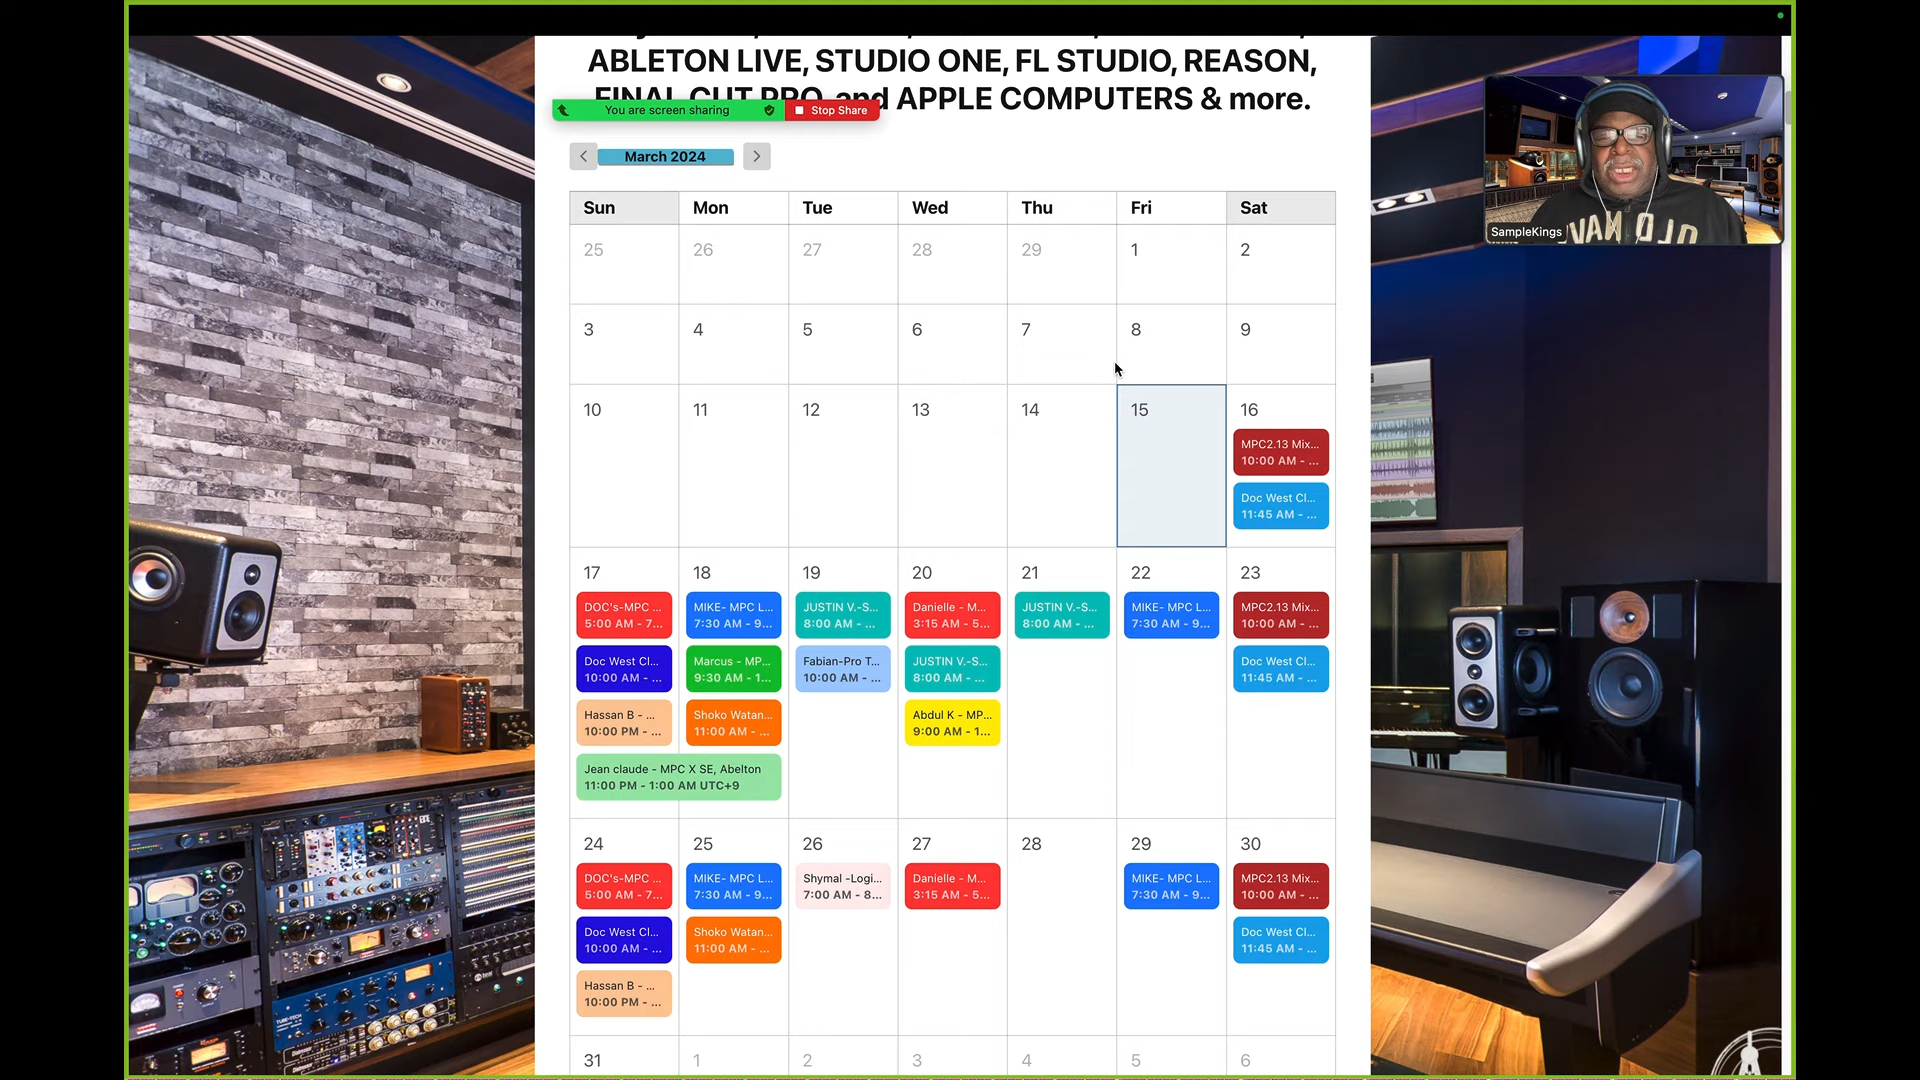 ABLETON LIVE, STUDIO ONE, FL STUDIO, REASON,
FINAL CUT PRO, and APPLE COMPUTERS & more.
You are screen sharing
Stop Share
March 2024
SampleKings
Sun Mon Tue Wed Thu Fri Sat
25 26 27 28 29 1 2
3 4 5 6 7 8 9
10 11 12 13 14 15 16
MPC2.13 Mix...
10:00 AM - ...
Doc West Cl...
11:45 AM - ...
17 18 19 20 21 22 23
DOC's-MPC ... MIKE- MPC L... JUSTIN V.-S... Danielle - M... JUSTIN V.-S... MIKE- MPC L... MPC2.13 Mix...
5:00 AM - 7... 7:30 AM - 9... 8:00 AM - ... 3:15 AM - 5... 8:00 AM - ... 7:30 AM - 9... 10:00 AM - ...
Doc West Cl... Marcus - MP... Fabian-Pro T... JUSTIN V.-S... Doc West Cl...
10:00 AM - ... 9:30 AM - 1... 10:00 AM - ... 8:00 AM - ... 11:45 AM - ...
Hassan B - ... Shoko Watan... Abdul K - MP...
10:00 PM - ... 11:00 AM - ... 9:00 AM - 1...
Jean claude - MPC X SE, Abelton
11:00 PM - 1:00 AM UTC+9
24 25 26 27 28 29 30
DOC's-MPC ... MIKE- MPC L... Shymal -Logi... Danielle - M... MIKE- MPC L... MPC2.13 Mix...
5:00 AM - 7... 7:30 AM - 9... 7:00 AM - 8... 3:15 AM - 5... 7:30 AM - 9... 10:00 AM - ...
Doc West Cl... Shoko Watan... Doc West Cl...
10:00 AM - ... 11:00 AM - ... 11:45 AM - ...
Hassan B - ...
10:00 PM - ...
31 1 2 3 4 5 6